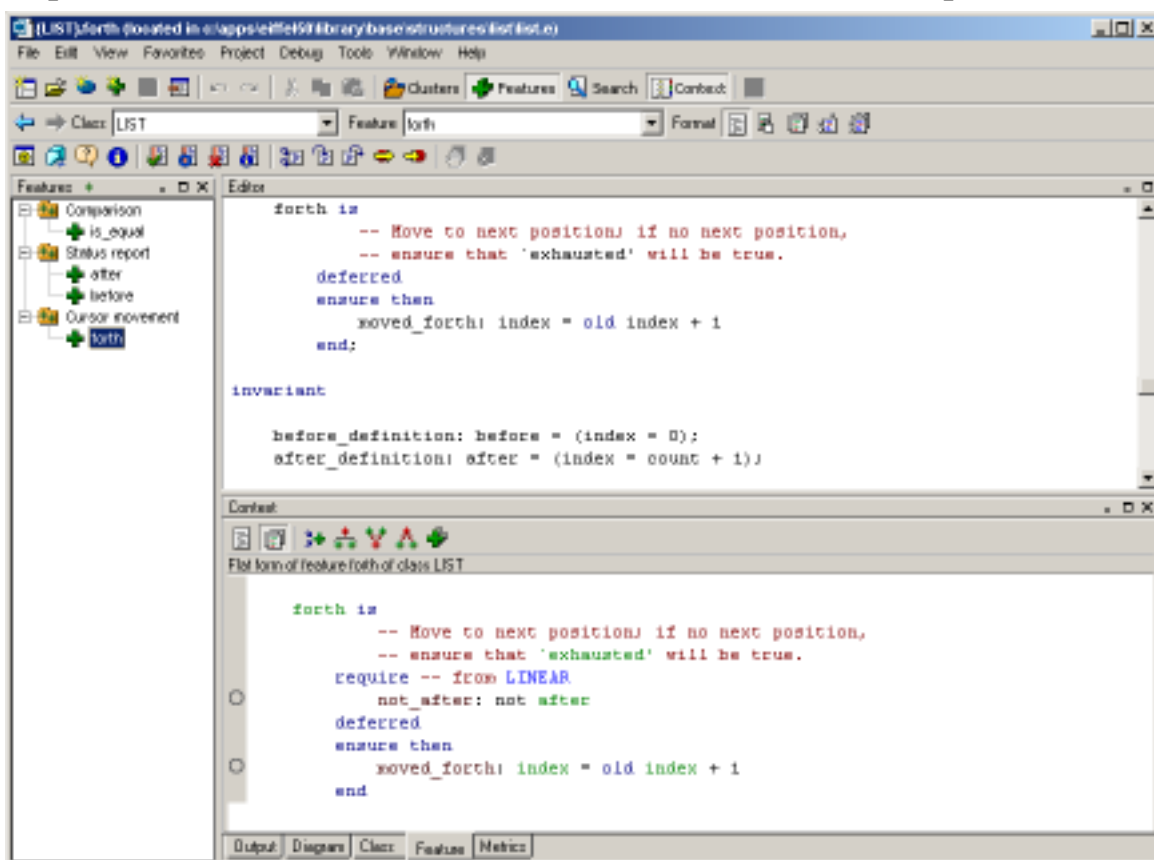 (LIST).forth (located in c:\apps\eiffel50\library\base\structures\list\list.e)
File Edit View Favorites Project Debug Tools Window Help
Clusters Features Search Context
Class LIST Feature forth Format
Features
Editor
Comparison
is_equal
Status report
after
before
Cursor movement
forth
forth is
-- Move to next position; if no next position,
-- ensure that `exhausted' will be true.
deferred
ensure then
moved_forth: index = old index + 1
end;
invariant
before_definition: before = (index = 0);
after_definition: after = (index = count + 1);
Context
Flat form of feature forth of class LIST
forth is
-- Move to next position; if no next position,
-- ensure that `exhausted' will be true.
require -- from LINEAR
not_after: not after
deferred
ensure then
moved_forth: index = old index + 1
end
Output Diagram Class Feature Metrics